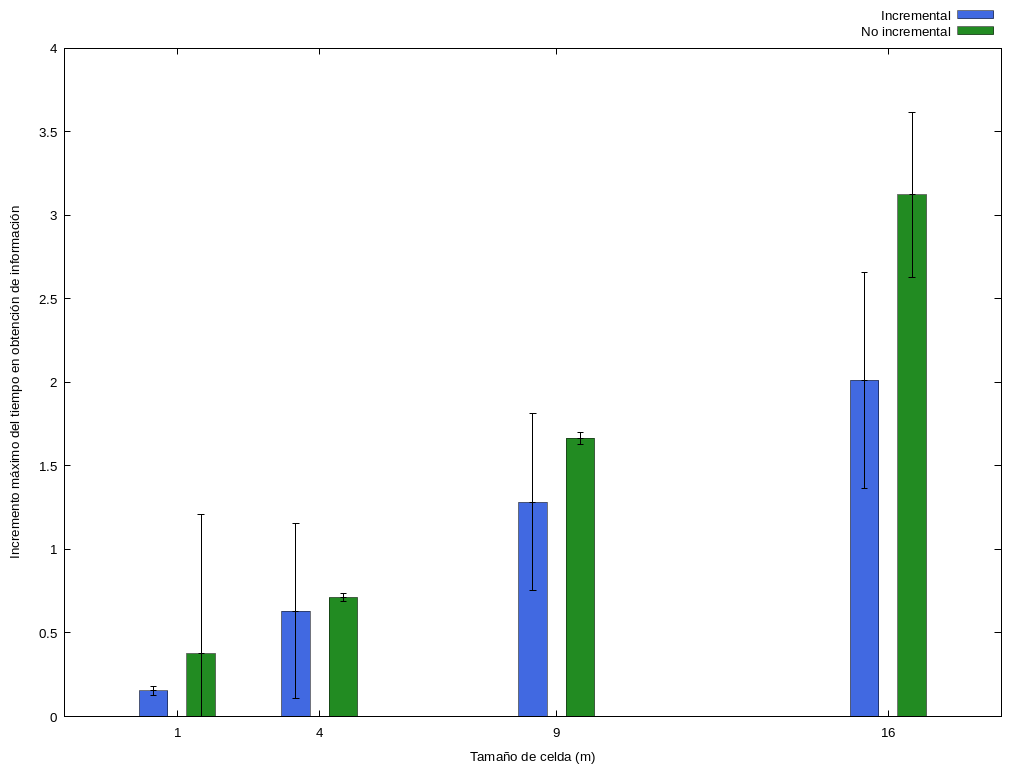 Incremental
No incremental
4
3.5
3
2.5
2
1.5
1
0.5
0
Incremento máximo del tiempo en obtención de información
1 4 9 16
Tamaño de celda (m)